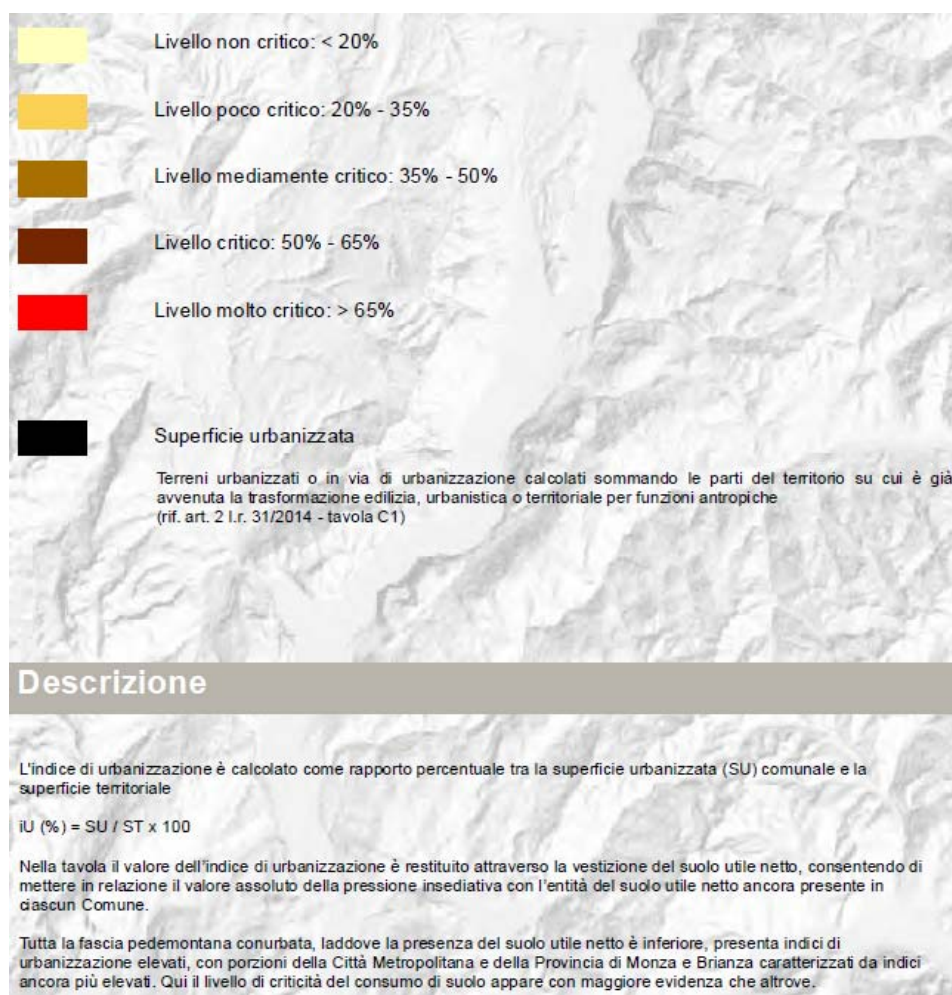 Livello non critico: < 20%
Livello poco critico: 20% - 35%
Livello mediamente critico: 35% - 50%
Livello critico: 50% - 65%
Livello molto critico: > 65%
Superficie urbanizzata
Terreni urbanizzati o in via di urbanizzazione calcolati sommando le parti del territorio su cui è già
avvenuta la trasformazione edilizia, urbanistica o territoriale per funzioni antropiche
(rif. art. 2 l.r. 31/2014 - tavola C1)
Descrizione
L'indice di urbanizzazione è calcolato come rapporto percentuale tra la superficie urbanizzata (SU) comunale e la
superficie territoriale
iU (%) = SU / ST x 100
Nella tavola il valore dell'indice di urbanizzazione è restituito attraverso la vestizione del suolo utile netto, consentendo di
mettere in relazione il valore assoluto della pressione insediativa con l'entità del suolo utile netto ancora presente in
ciascun Comune.
Tutta la fascia pedemontana conurbata, laddove la presenza del suolo utile netto è inferiore, presenta indici di
urbanizzazione elevati, con porzioni della Città Metropolitana e della Provincia di Monza e Brianza caratterizzati da indici
ancora più elevati. Qui il livello di criticità del consumo di suolo appare con maggiore evidenza che altrove.